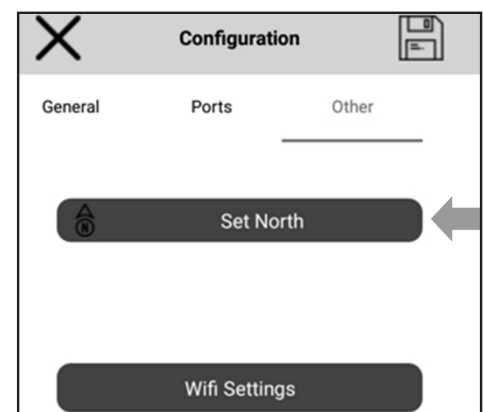 Configuration
General Ports Other
N Set North
Wifi Settings